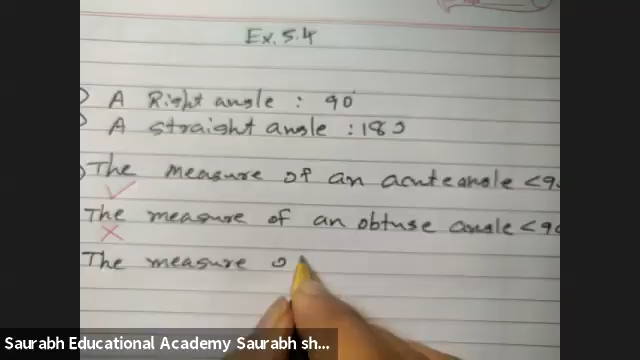 Ex. 5.4
A Right angle : 90
A straight angle : 180
The measure of an acute angle < 90
The measure of an obtuse angle < 90
The measure o
Saurabh Educational Academy Saurabh sh...